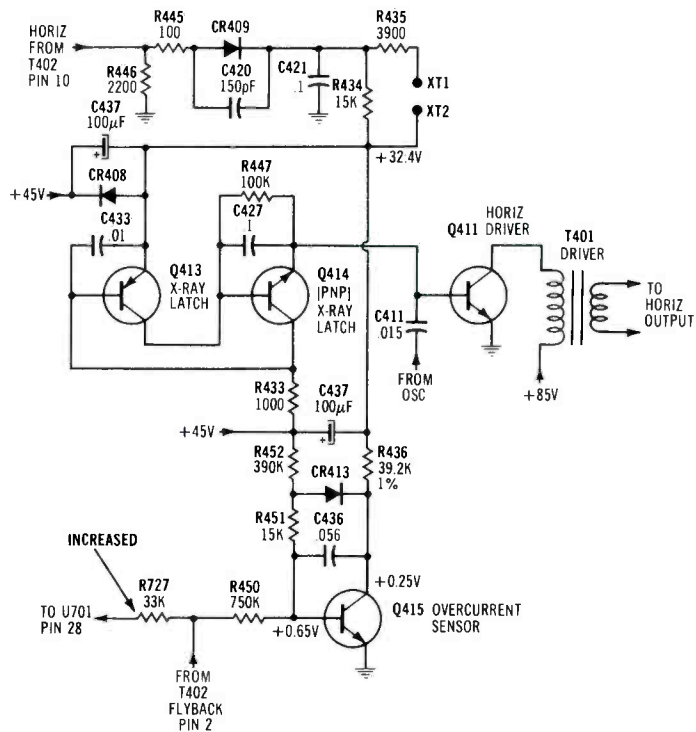 HORIZ
FROM
T402
PIN 10
R445
100
CR409
R435
3900
R446
2200
C420
150pF
C421
.1
R434
15K
XT1
XT2
C437
100µF
+
+32.4V
+45V
CR408
R447
100K
C433
.01
C427
.1
Q413
X-RAY
LATCH
Q414
[PNP]
X-RAY
LATCH
HORIZ
DRIVER
Q411
T401
DRIVER
TO
HORIZ
OUTPUT
C411
.015
FROM
OSC
+85V
R433
1000
C437
100µF
+
+45V
R452
390K
R436
39.2K
1%
CR413
R451
15K
C436
.056
INCREASED
R727
33K
R450
750K
+0.25V
Q415 OVERCURRENT
SENSOR
TO U701
PIN 28
+0.65V
FROM
T402
FLYBACK
PIN 2